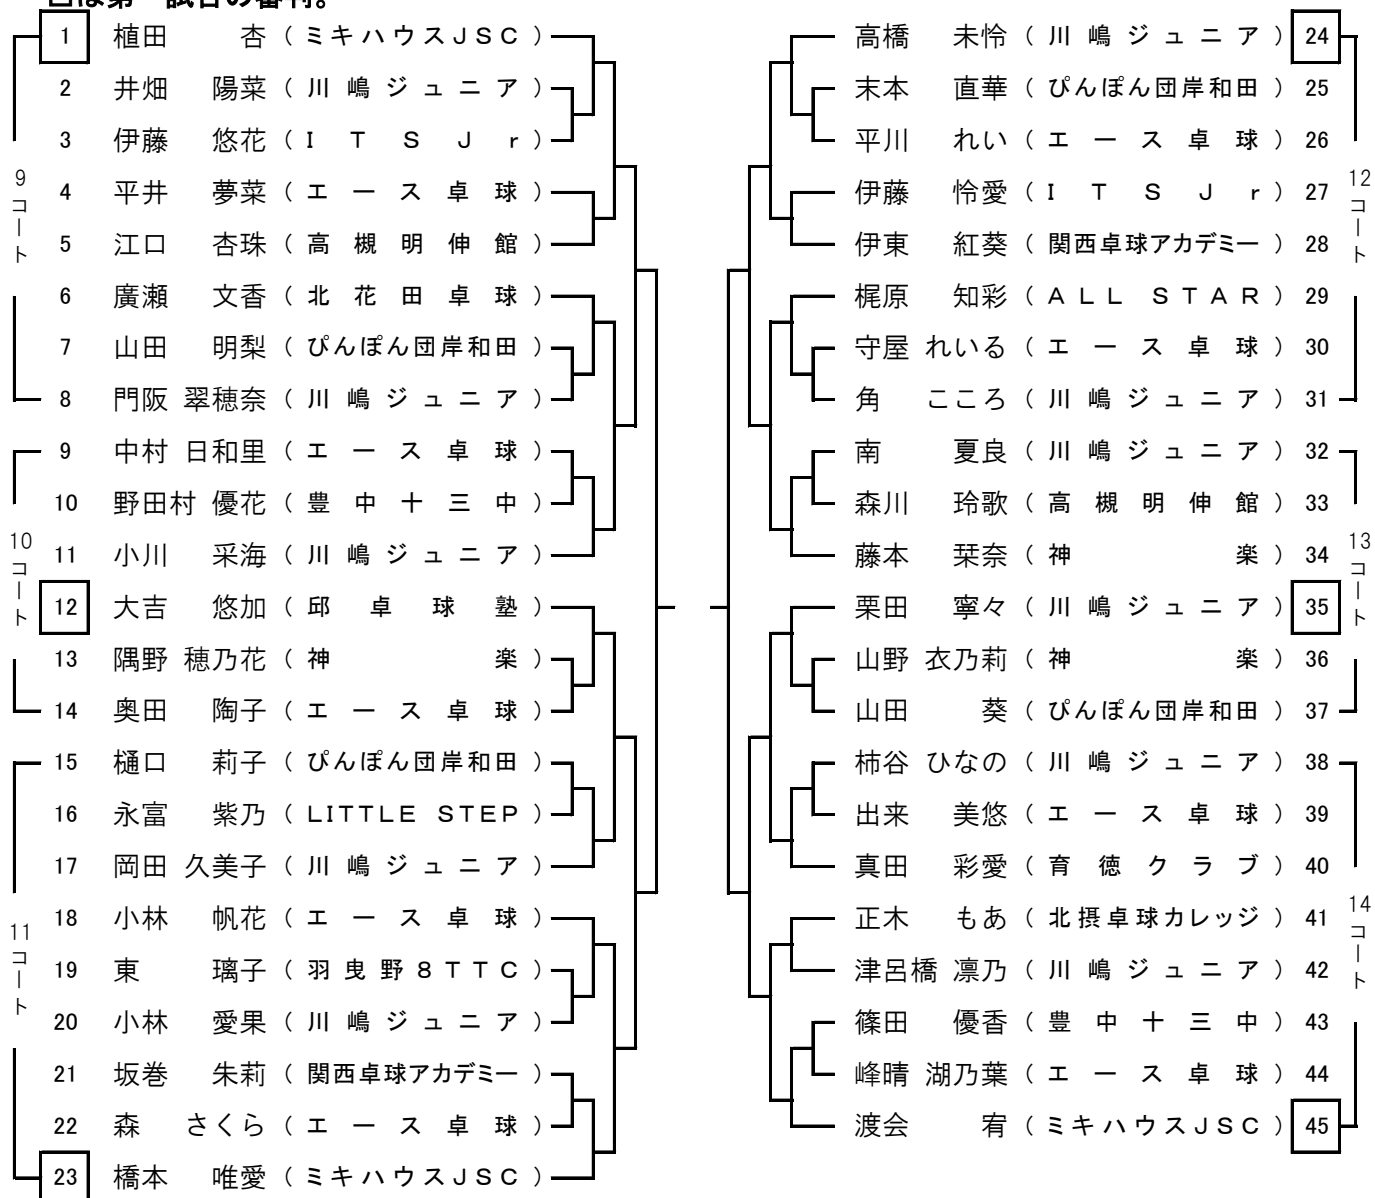 は第一試合の審判。
1 植田 杏 ( ミキハウスJSC )
2 井畑 陽菜 ( 川嶋ジュニア )
3 伊藤 悠花 ( ITSJr )
4 平井 夢菜 ( エース卓球 )
5 江口 杏珠 ( 高槻明伸館 )
6 廣瀬 文香 ( 北花田卓球 )
7 山田 明梨 ( ぴんぽん団岸和田 )
8 門阪 翠穂奈 ( 川嶋ジュニア )
9コート
9 中村 日和里 ( エース卓球 )
10 野田村 優花 ( 豊中十三中 )
11 小川 采海 ( 川嶋ジュニア )
12 大吉 悠加 ( 邱卓球塾 )
13 隅野 穂乃花 ( 神楽 )
14 奥田 陶子 ( エース卓球 )
10コート
15 樋口 莉子 ( ぴんぽん団岸和田 )
16 永富 紫乃 ( LITTLE STEP )
17 岡田 久美子 ( 川嶋ジュニア )
18 小林 帆花 ( エース卓球 )
19 東 璃子 ( 羽曳野8TTC )
20 小林 愛果 ( 川嶋ジュニア )
21 坂巻 朱莉 ( 関西卓球アカデミー )
22 森 さくら ( エース卓球 )
23 橋本 唯愛 ( ミキハウスJSC )
11コート
高橋 未怜 ( 川嶋ジュニア ) 24
末本 直華 ( ぴんぽん団岸和田 ) 25
平川 れい ( エース卓球 ) 26
伊藤 怜愛 ( ITSJr ) 27
伊東 紅葵 ( 関西卓球アカデミー ) 28
梶原 知彩 ( ALL STAR ) 29
守屋 れいる ( エース卓球 ) 30
角 こころ ( 川嶋ジュニア ) 31
12コート
南 夏良 ( 川嶋ジュニア ) 32
森川 玲歌 ( 高槻明伸館 ) 33
藤本 栞奈 ( 神楽 ) 34
栗田 寧々 ( 川嶋ジュニア ) 35
山野 衣乃莉 ( 神楽 ) 36
山田 葵 ( ぴんぽん団岸和田 ) 37
13コート
柿谷 ひなの ( 川嶋ジュニア ) 38
出来 美悠 ( エース卓球 ) 39
真田 彩愛 ( 育徳クラブ ) 40
正木 もあ ( 北摂卓球カレッジ ) 41
津呂橋 凛乃 ( 川嶋ジュニア ) 42
篠田 優香 ( 豊中十三中 ) 43
峰晴 湖乃葉 ( エース卓球 ) 44
渡会 宥 ( ミキハウスJSC ) 45
14コート